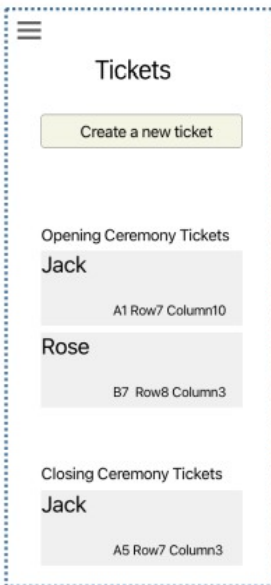 Tickets
Create a new ticket
Opening Ceremony Tickets
Jack
A1 Row7 Column10
Rose
B7 Row8 Column3
Closing Ceremony Tickets
Jack
A5 Row7 Column3